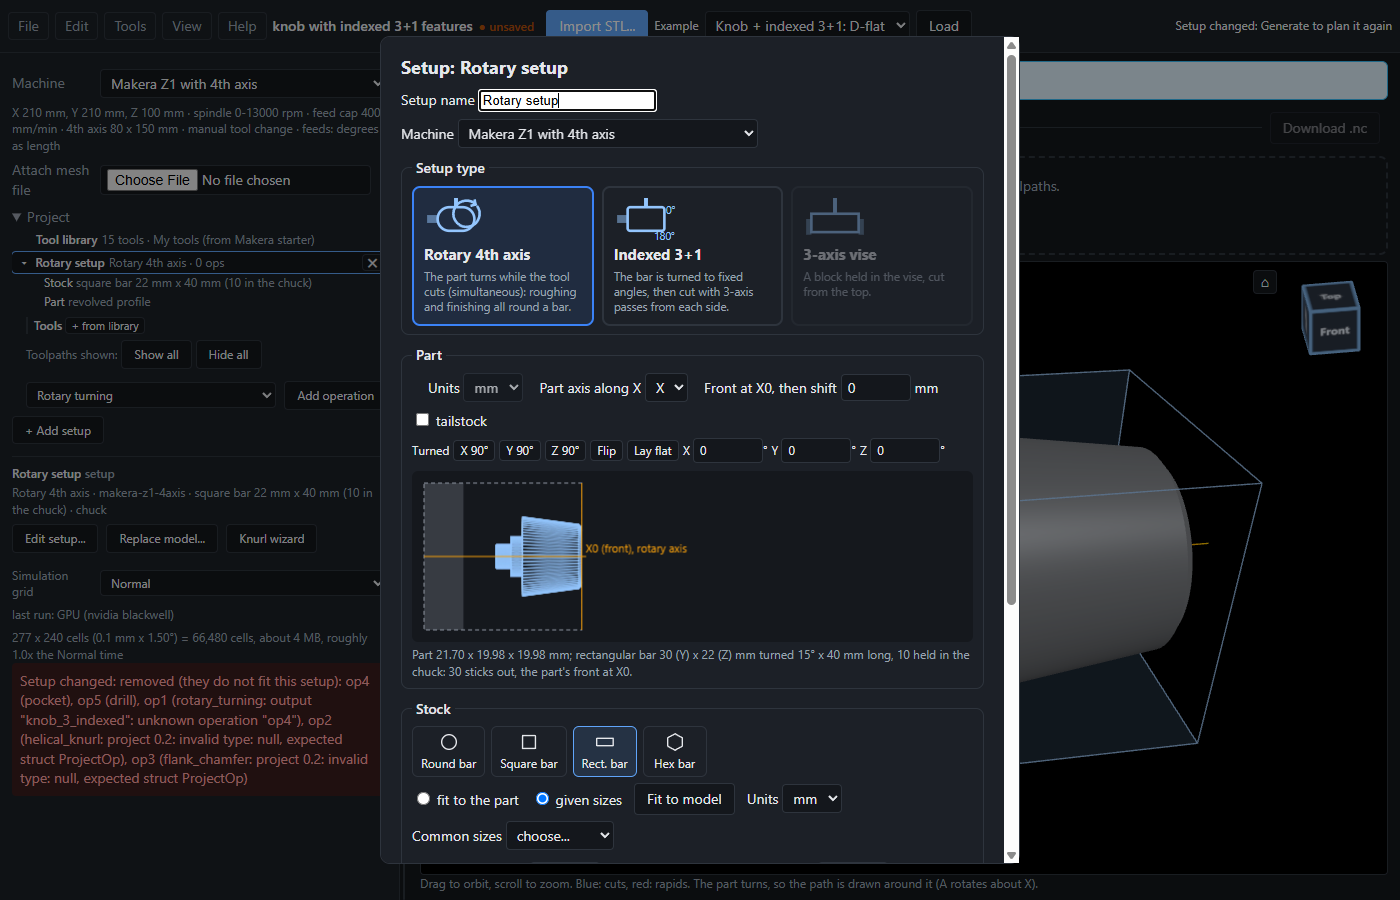 File Edit Tools View Help knob with indexed 3+1 features ● unsaved Import STL... Example Knob + indexed 3+1: D-flat Load Setup changed: Generate to plan it again
Machine Makera Z1 with 4th axis
X 210 mm, Y 210 mm, Z 100 mm · spindle 0-13000 rpm · feed cap 400
mm/min · 4th axis 80 x 150 mm · manual tool change · feeds: degrees
as length
Attach mesh
file
Choose File No file chosen
Project
Tool library 15 tools · My tools (from Makera starter)
Rotary setup Rotary 4th axis · 0 ops
Stock square bar 22 mm x 40 mm (10 in the chuck)
Part revolved profile
Tools + from library
Toolpaths shown: Show all Hide all
Rotary turning Add operation
+ Add setup
Rotary setup setup
Rotary 4th axis · makera-z1-4axis · square bar 22 mm x 40 mm (10 in
the chuck) · chuck
Edit setup... Replace model... Knurl wizard
Simulation
grid
Normal
last run: GPU (nvidia blackwell)
277 x 240 cells (0.1 mm x 1.50°) = 66,480 cells, about 4 MB, roughly
1.0x the Normal time
Setup changed: removed (they do not fit this setup): op4
(pocket), op5 (drill), op1 (rotary_turning: output
"knob_3_indexed": unknown operation "op4"), op2
(helical_knurl: project 0.2: invalid type: null, expected
struct ProjectOp), op3 (flank_chamfer: project 0.2: invalid
type: null, expected struct ProjectOp)
Setup: Rotary setup
Setup name Rotary setup
Machine Makera Z1 with 4th axis
Setup type
Rotary 4th axis
The part turns while the tool
cuts (simultaneous): roughing
and finishing all round a bar.
0°
180°
Indexed 3+1
The bar is turned to fixed
angles, then cut with 3-axis
passes from each side.
3-axis vise
A block held in the vise, cut
from the top.
Part
Units mm Part axis along X X Front at X0, then shift 0 mm
tailstock
Turned X 90° Y 90° Z 90° Flip Lay flat X 0 ° Y 0 ° Z 0 °
X0 (front), rotary axis
Part 21.70 x 19.98 x 19.98 mm; rectangular bar 30 (Y) x 22 (Z) mm turned 15° x 40 mm long, 10 held in the
chuck: 30 sticks out, the part's front at X0.
Stock
Round bar Square bar Rect. bar Hex bar
fit to the part given sizes Fit to model Units mm
Common sizes choose...
Download .nc
lpaths.
Top
Front
Drag to orbit, scroll to zoom. Blue: cuts, red: rapids. The part turns, so the path is drawn around it (A rotates about X).